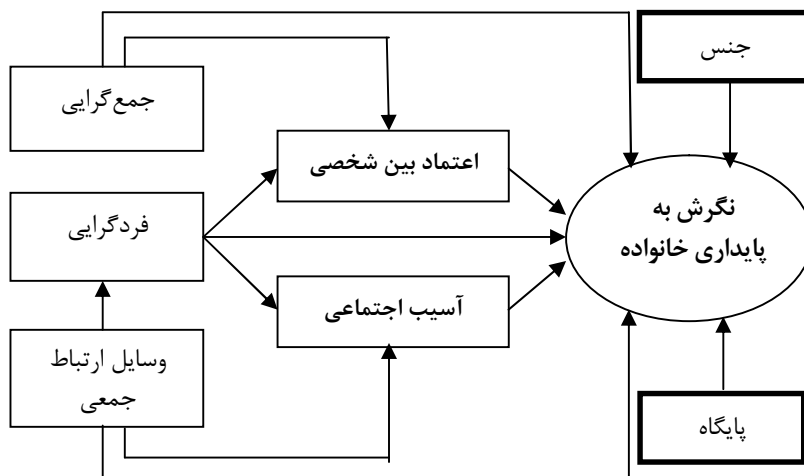 جنس
جمع‌گرایی
اعتماد بین شخصی
نگرش به
پایداری خانواده
فردگرایی
آسیب اجتماعی
وسایل ارتباط
جمعی
پایگاه